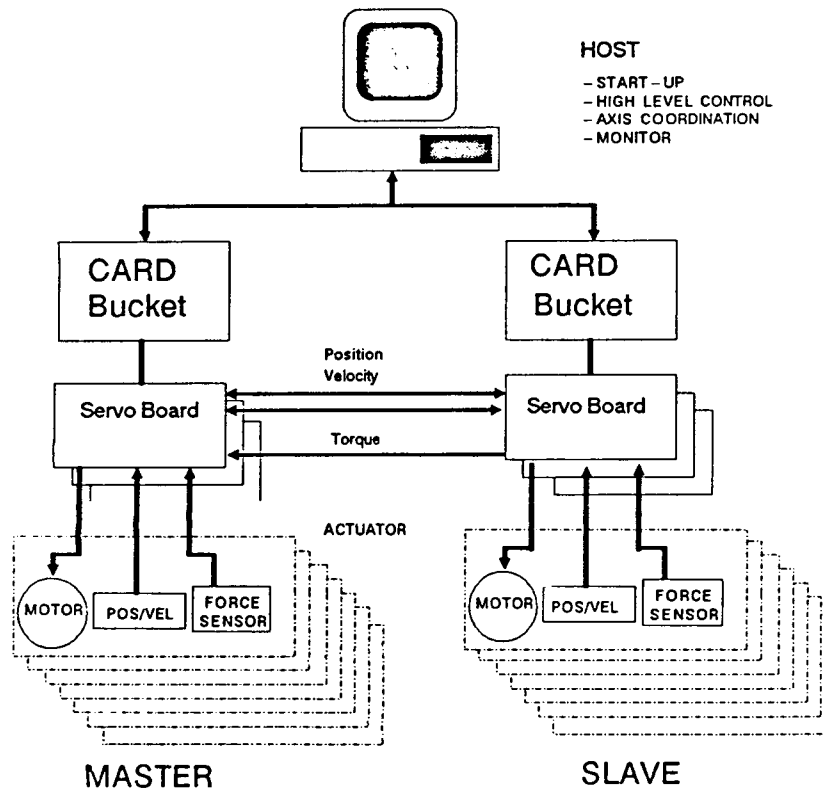 HOST
–START–UP
–HIGH LEVEL CONTROL
–AXIS COORDINATION
–MONITOR
CARD
Bucket
CARD
Bucket
Position
Velocity
Servo Board
Servo Board
Torque
ACTUATOR
MOTOR
POS/VEL
FORCE
SENSOR
MOTOR
POS/VEL
FORCE
SENSOR
MASTER
SLAVE